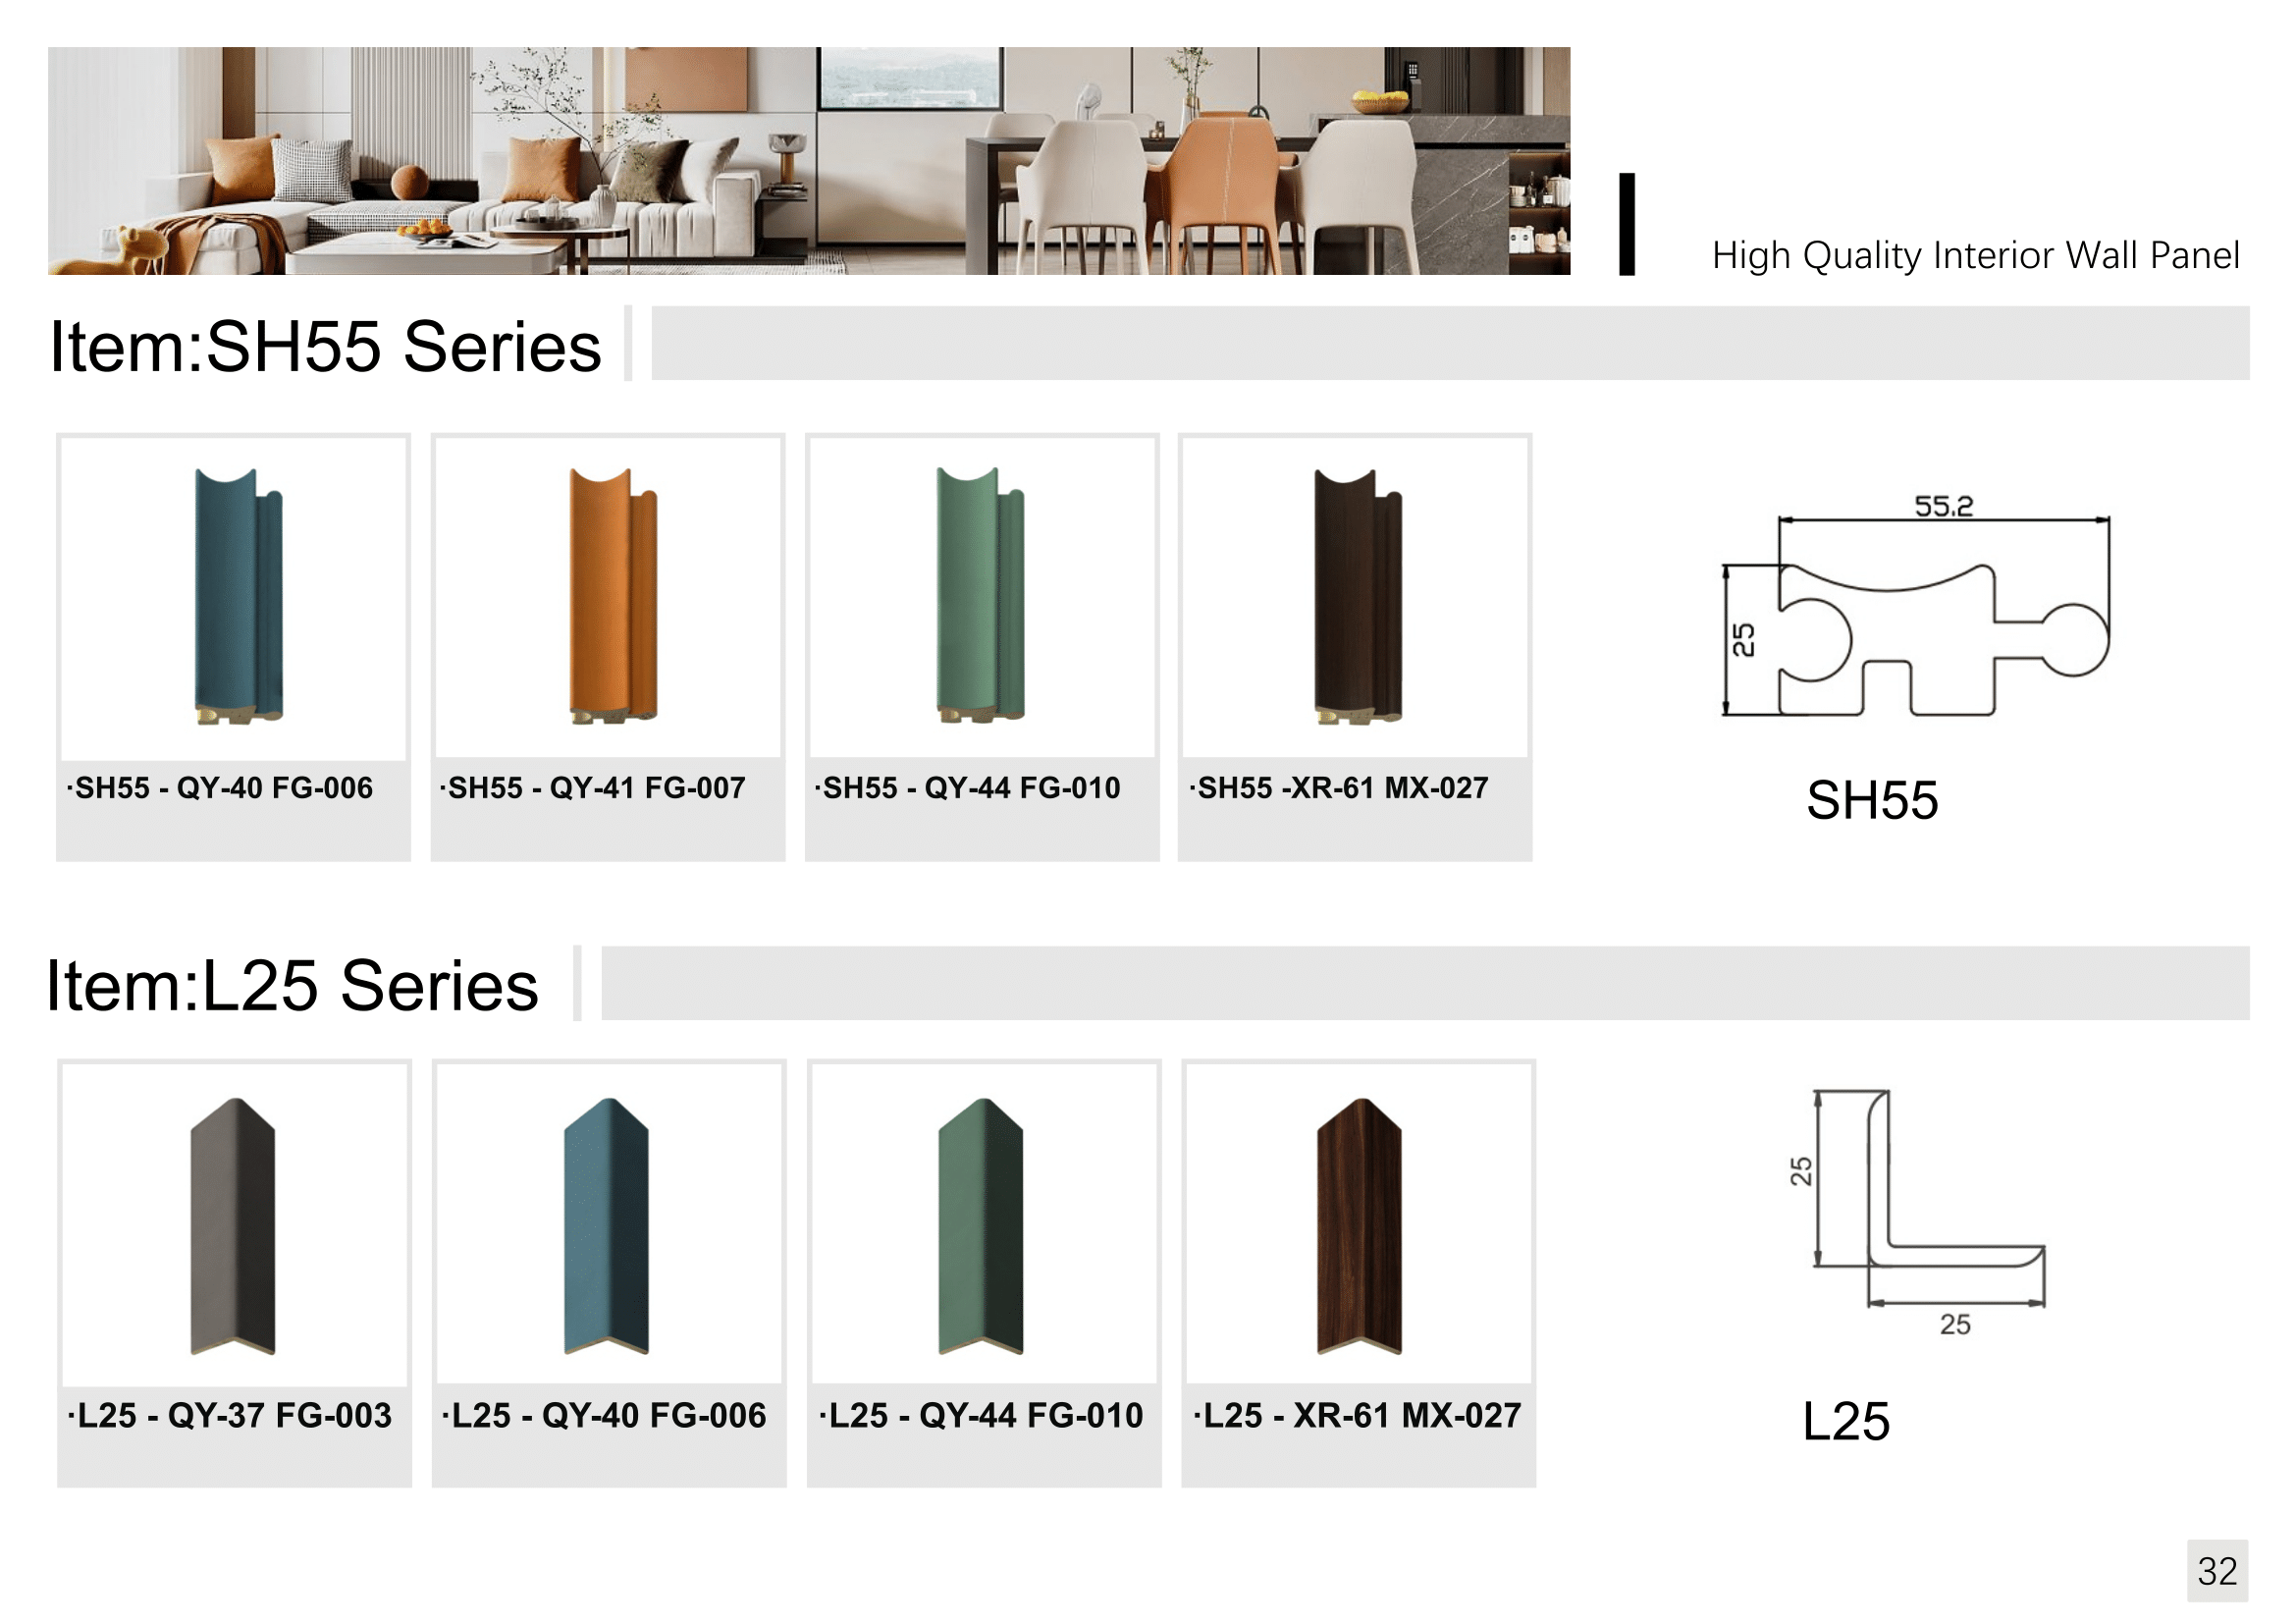 High Quality Interior Wall Panel
Item:SH55 Series
·SH55 - QY-40 FG-006
·SH55 - QY-41 FG-007
·SH55 - QY-44 FG-010
·SH55 -XR-61 MX-027
55.2
25
SH55
Item:L25 Series
·L25 - QY-37 FG-003
·L25 - QY-40 FG-006
·L25 - QY-44 FG-010
·L25 - XR-61 MX-027
25
25
L25
32